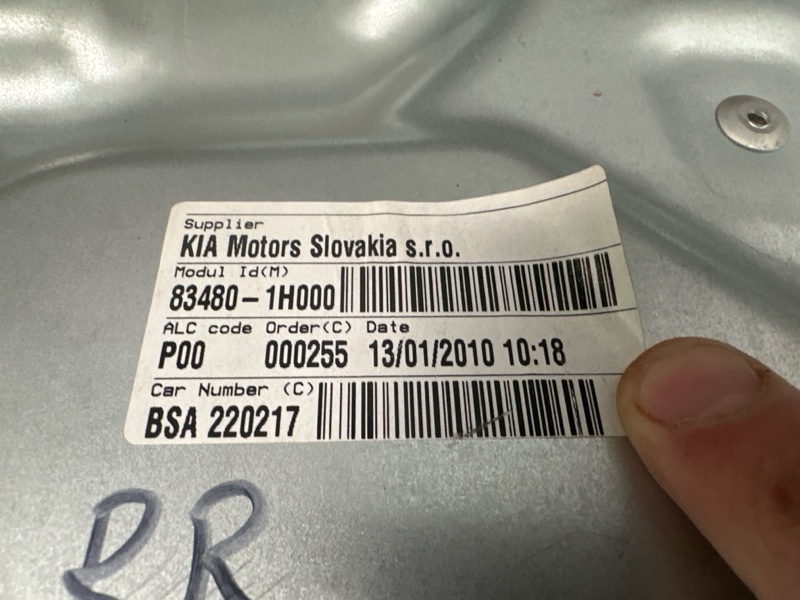 Supplier
KIA Motors Slovakia s.r.o.
Modul Id(M)
83480-1H000
ALC code Order(C) Date
P00 000255 13/01/2010 10:18
Car Number (C)
BSA 220217
RR